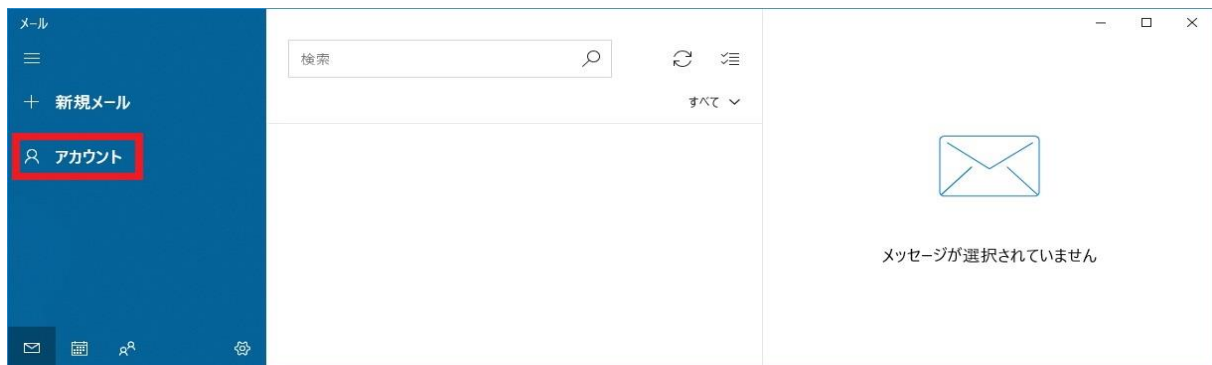 メール
新規メール
アカウント
検索
すべて
メッセージが選択されていません